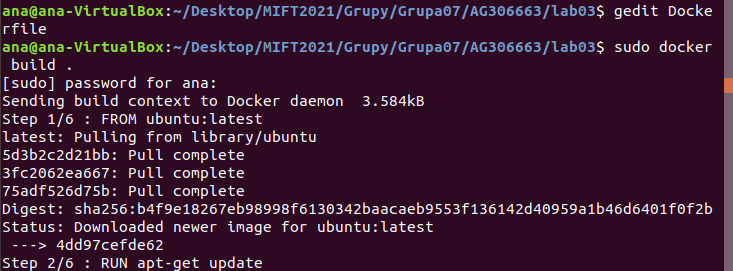 ana@ana-VirtualBox:~/Desktop/MIFT2021/Grupy/Grupa07/AG306663/lab03$ gedit Docke
rfile
ana@ana-VirtualBox:~/Desktop/MIFT2021/Grupy/Grupa07/AG306663/lab03$ sudo docker
 build .
[sudo] password for ana:
Sending build context to Docker daemon  3.584kB
Step 1/6 : FROM ubuntu:latest
latest: Pulling from library/ubuntu
5d3b2c2d21bb: Pull complete
3fc2062ea667: Pull complete
75adf526d75b: Pull complete
Digest: sha256:b4f9e18267eb98998f6130342baacaeb9553f136142d40959a1b46d6401f0f2b
Status: Downloaded newer image for ubuntu:latest
 ---> 4dd97cefde62
Step 2/6 : RUN apt-get update